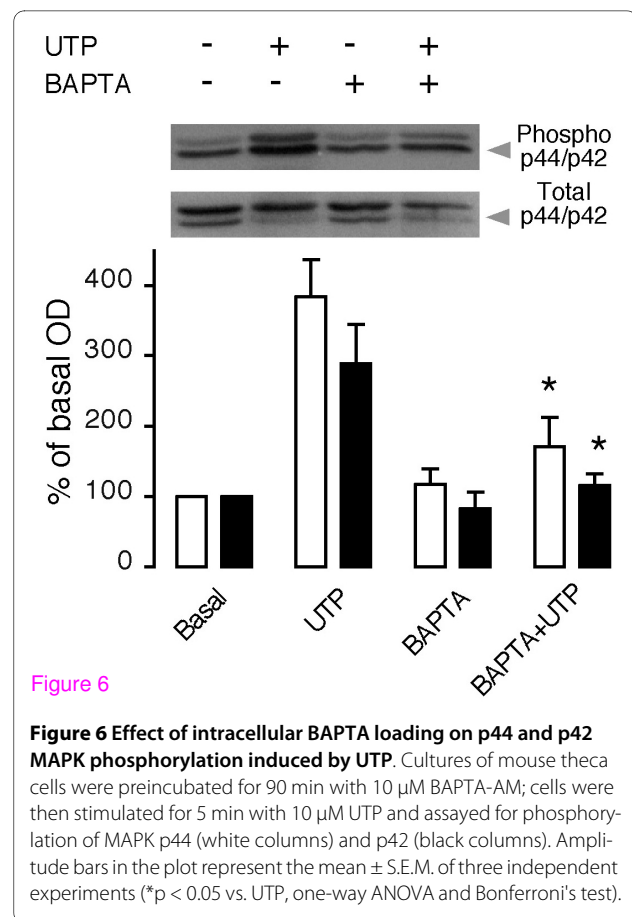 UTP - + - +
BAPTA - - + +
Phospho
p44/p42
Total
p44/p42
% of basal OD
400
300
200
100
0
* *
Basal UTP BAPTA BAPTA+UTP
Figure 6
Figure 6 Effect of intracellular BAPTA loading on p44 and p42
MAPK phosphorylation induced by UTP. Cultures of mouse theca
cells were preincubated for 90 min with 10 μM BAPTA-AM; cells were
then stimulated for 5 min with 10 μM UTP and assayed for phosphory-
lation of MAPK p44 (white columns) and p42 (black columns). Ampli-
tude bars in the plot represent the mean ± S.E.M. of three independent
experiments (*p < 0.05 vs. UTP, one-way ANOVA and Bonferroni's test).